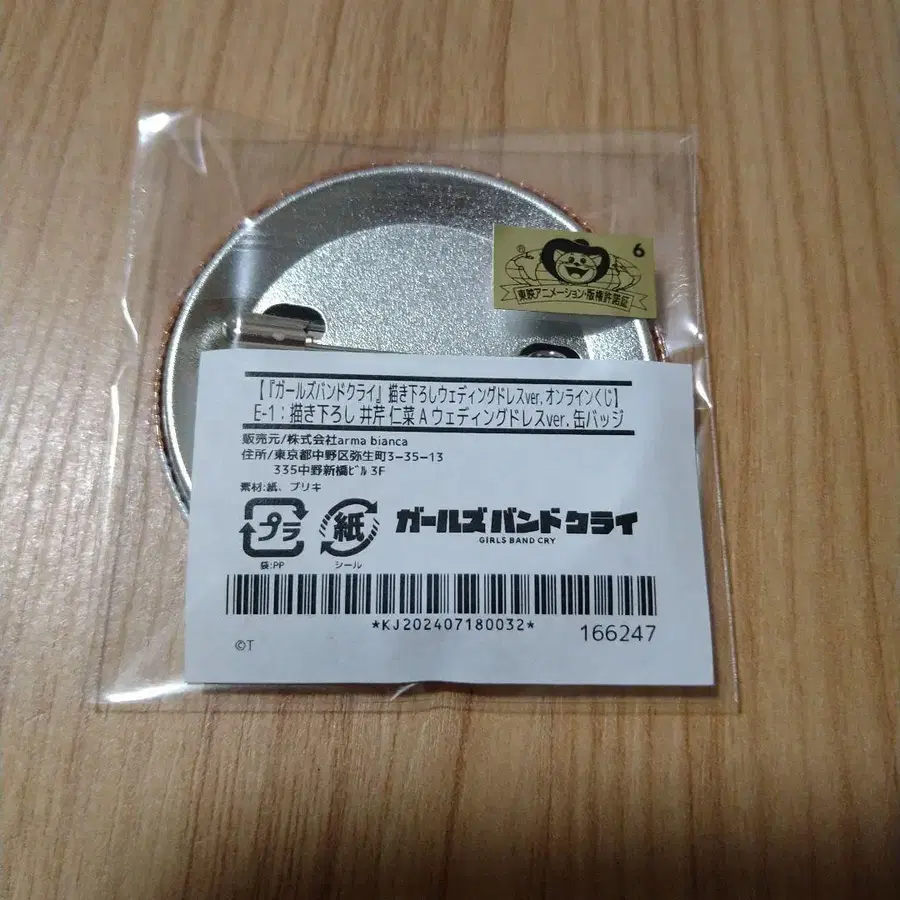 6
®
東映アニメーション・版権許諾証
【『ガールズバンドクライ』描き下ろしウェディングドレスver. オンラインくじ】
E-1：描き下ろし 井芹 仁菜 A ウェディングドレスver. 缶バッジ
販売元/株式会社arma bianca
住所/東京都中野区弥生町3-35-13
335中野新橋ﾋﾞﾙ 3F
素材:紙、ブリキ
プラ 紙 ガールズバンドクライ
GIRLS BAND CRY
袋:PP シール
*KJ202407180032*
166247
©T